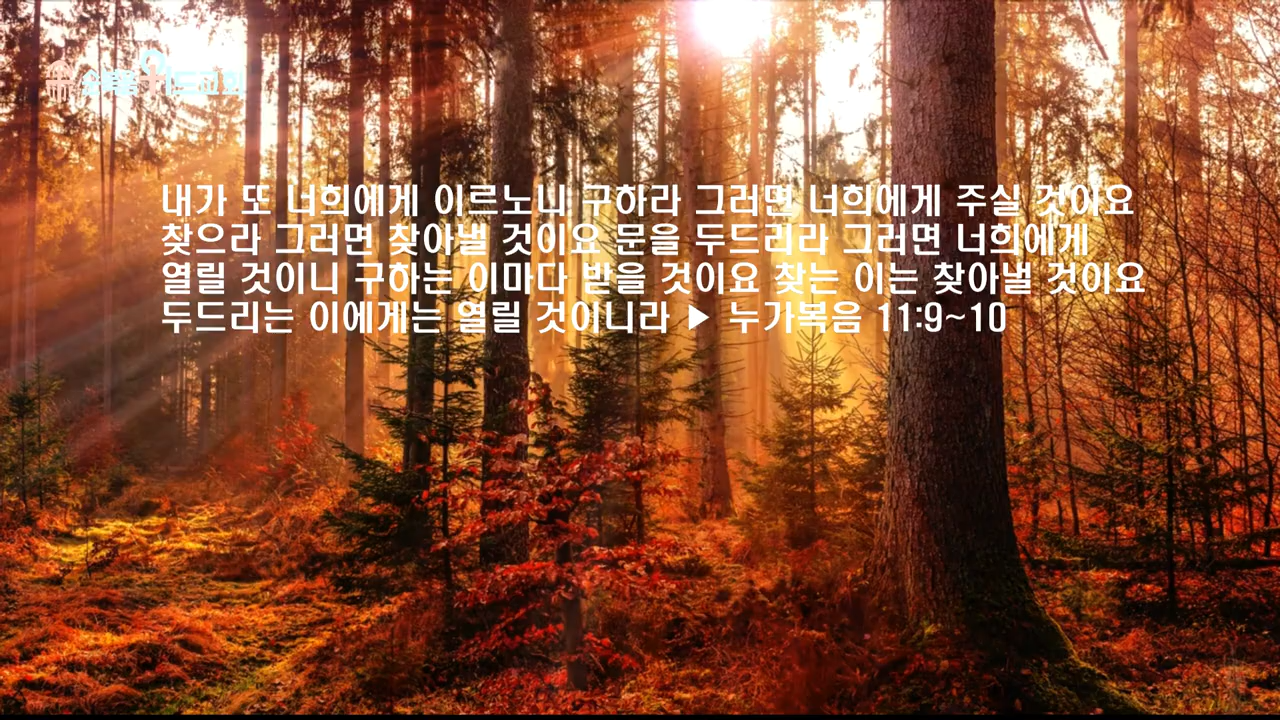 내가 또 너희에게 이르노니 구하라 그러면 너희에게 주실 것이요
찾으라 그러면 찾아낼 것이요 문을 두드리라 그러면 너희에게
열릴 것이니 구하는 이마다 받을 것이요 찾는 이는 찾아낼 것이요
두드리는 이에게는 열릴 것이니라 ▶ 누가복음 11:9~10